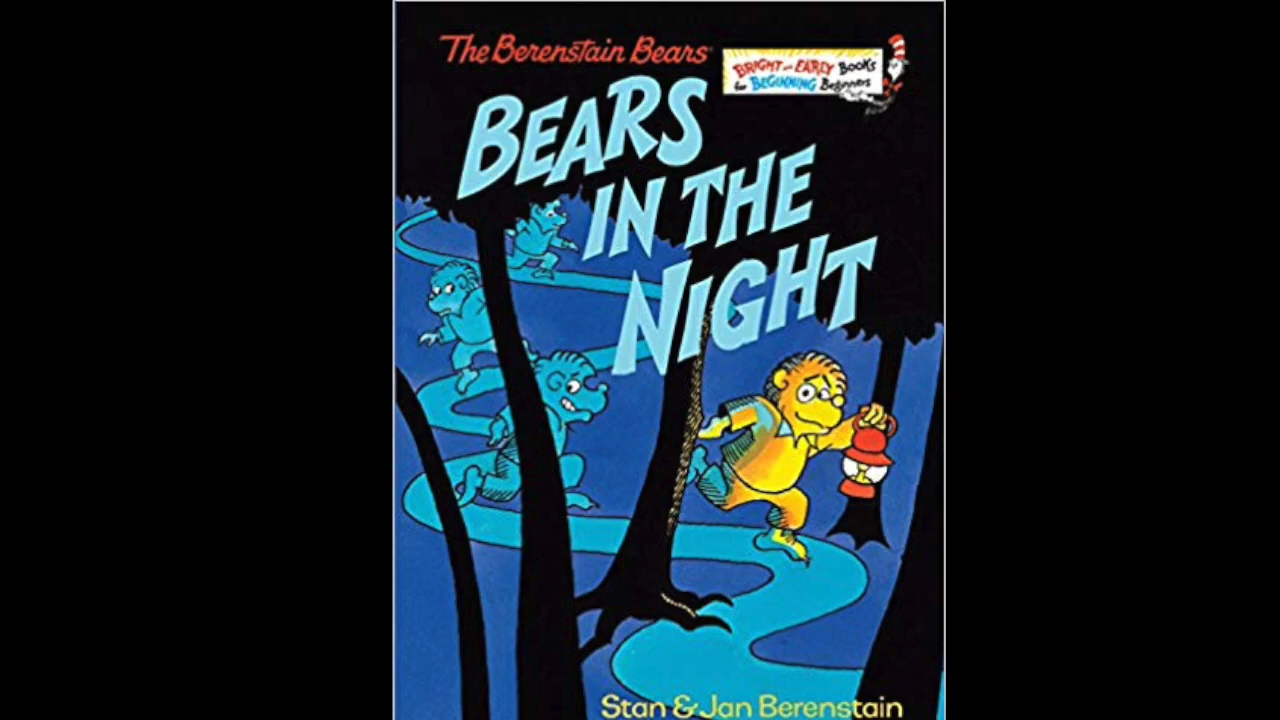 The Berenstain Bears®
BRIGHT and EARLY BOOKS
for BEGINNING Beginners
BEARS
IN THE
NIGHT
Stan & Jan Berenstain